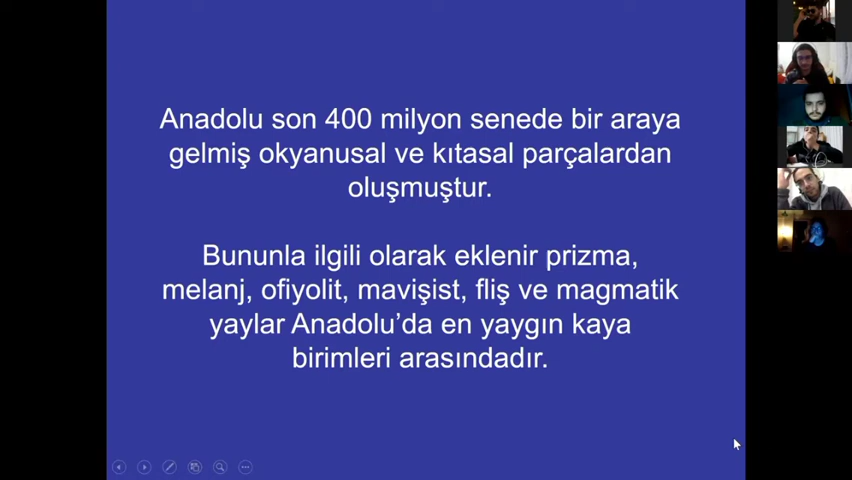 Anadolu son 400 milyon senede bir araya
gelmiş okyanusal ve kıtasal parçalardan
oluşmuştur.
Bununla ilgili olarak eklenir prizma,
melanj, ofiyolit, mavişist, fliş ve magmatik
yaylar Anadolu’da en yaygın kaya
birimleri arasındadır.